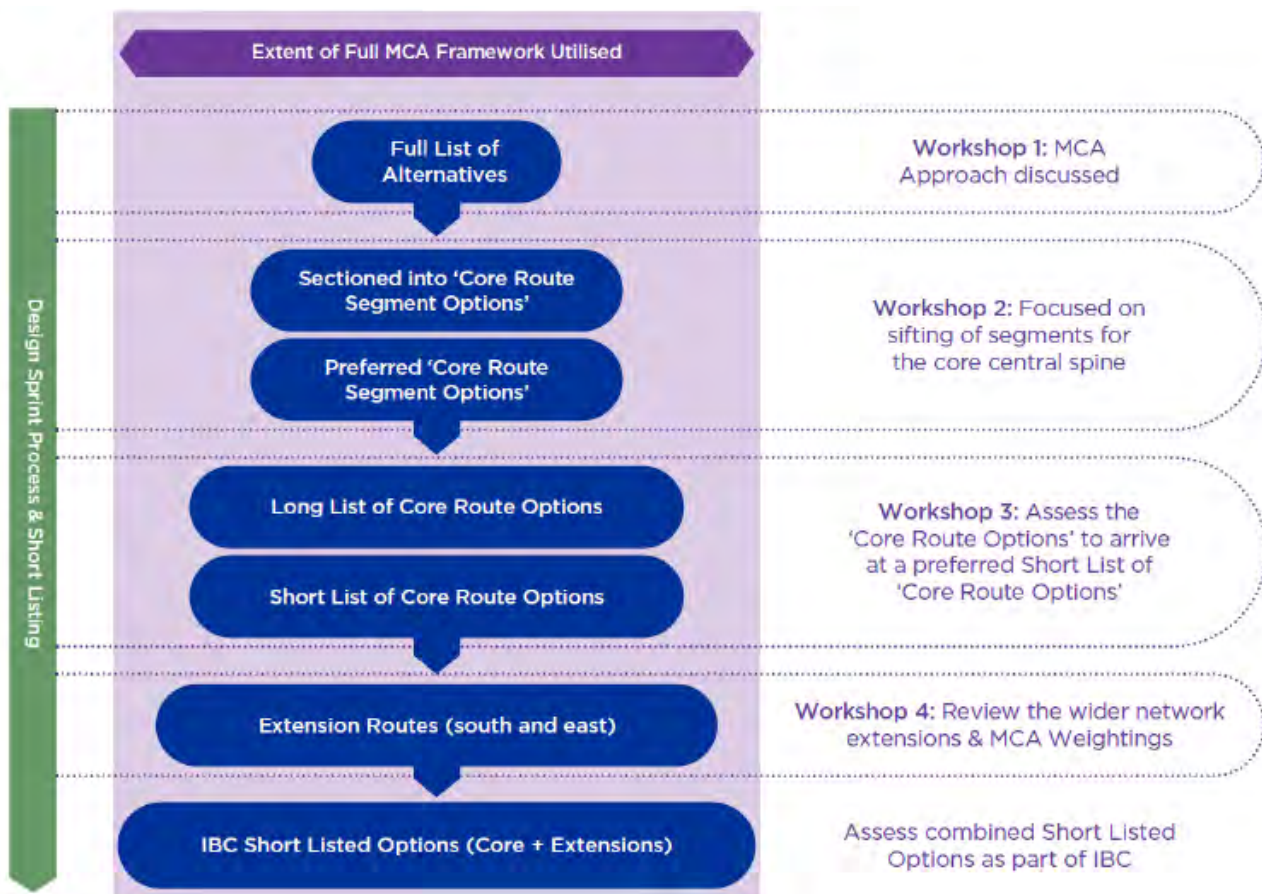 Extent of Full MCA Framework Utilised
Design Sprint Process & Short Listing
Full List of
Alternatives
Workshop 1: MCA
Approach discussed
Sectioned into ‘Core Route
Segment Options’
Preferred ‘Core Route
Segment Options’
Workshop 2: Focused on
sifting of segments for
the core central spine
Long List of Core Route Options
Short List of Core Route Options
Workshop 3: Assess the
‘Core Route Options’ to arrive
at a preferred Short List of
‘Core Route Options’
Extension Routes (south and east)
Workshop 4: Review the wider network
extensions & MCA Weightings
IBC Short Listed Options (Core + Extensions)
Assess combined Short Listed
Options as part of IBC